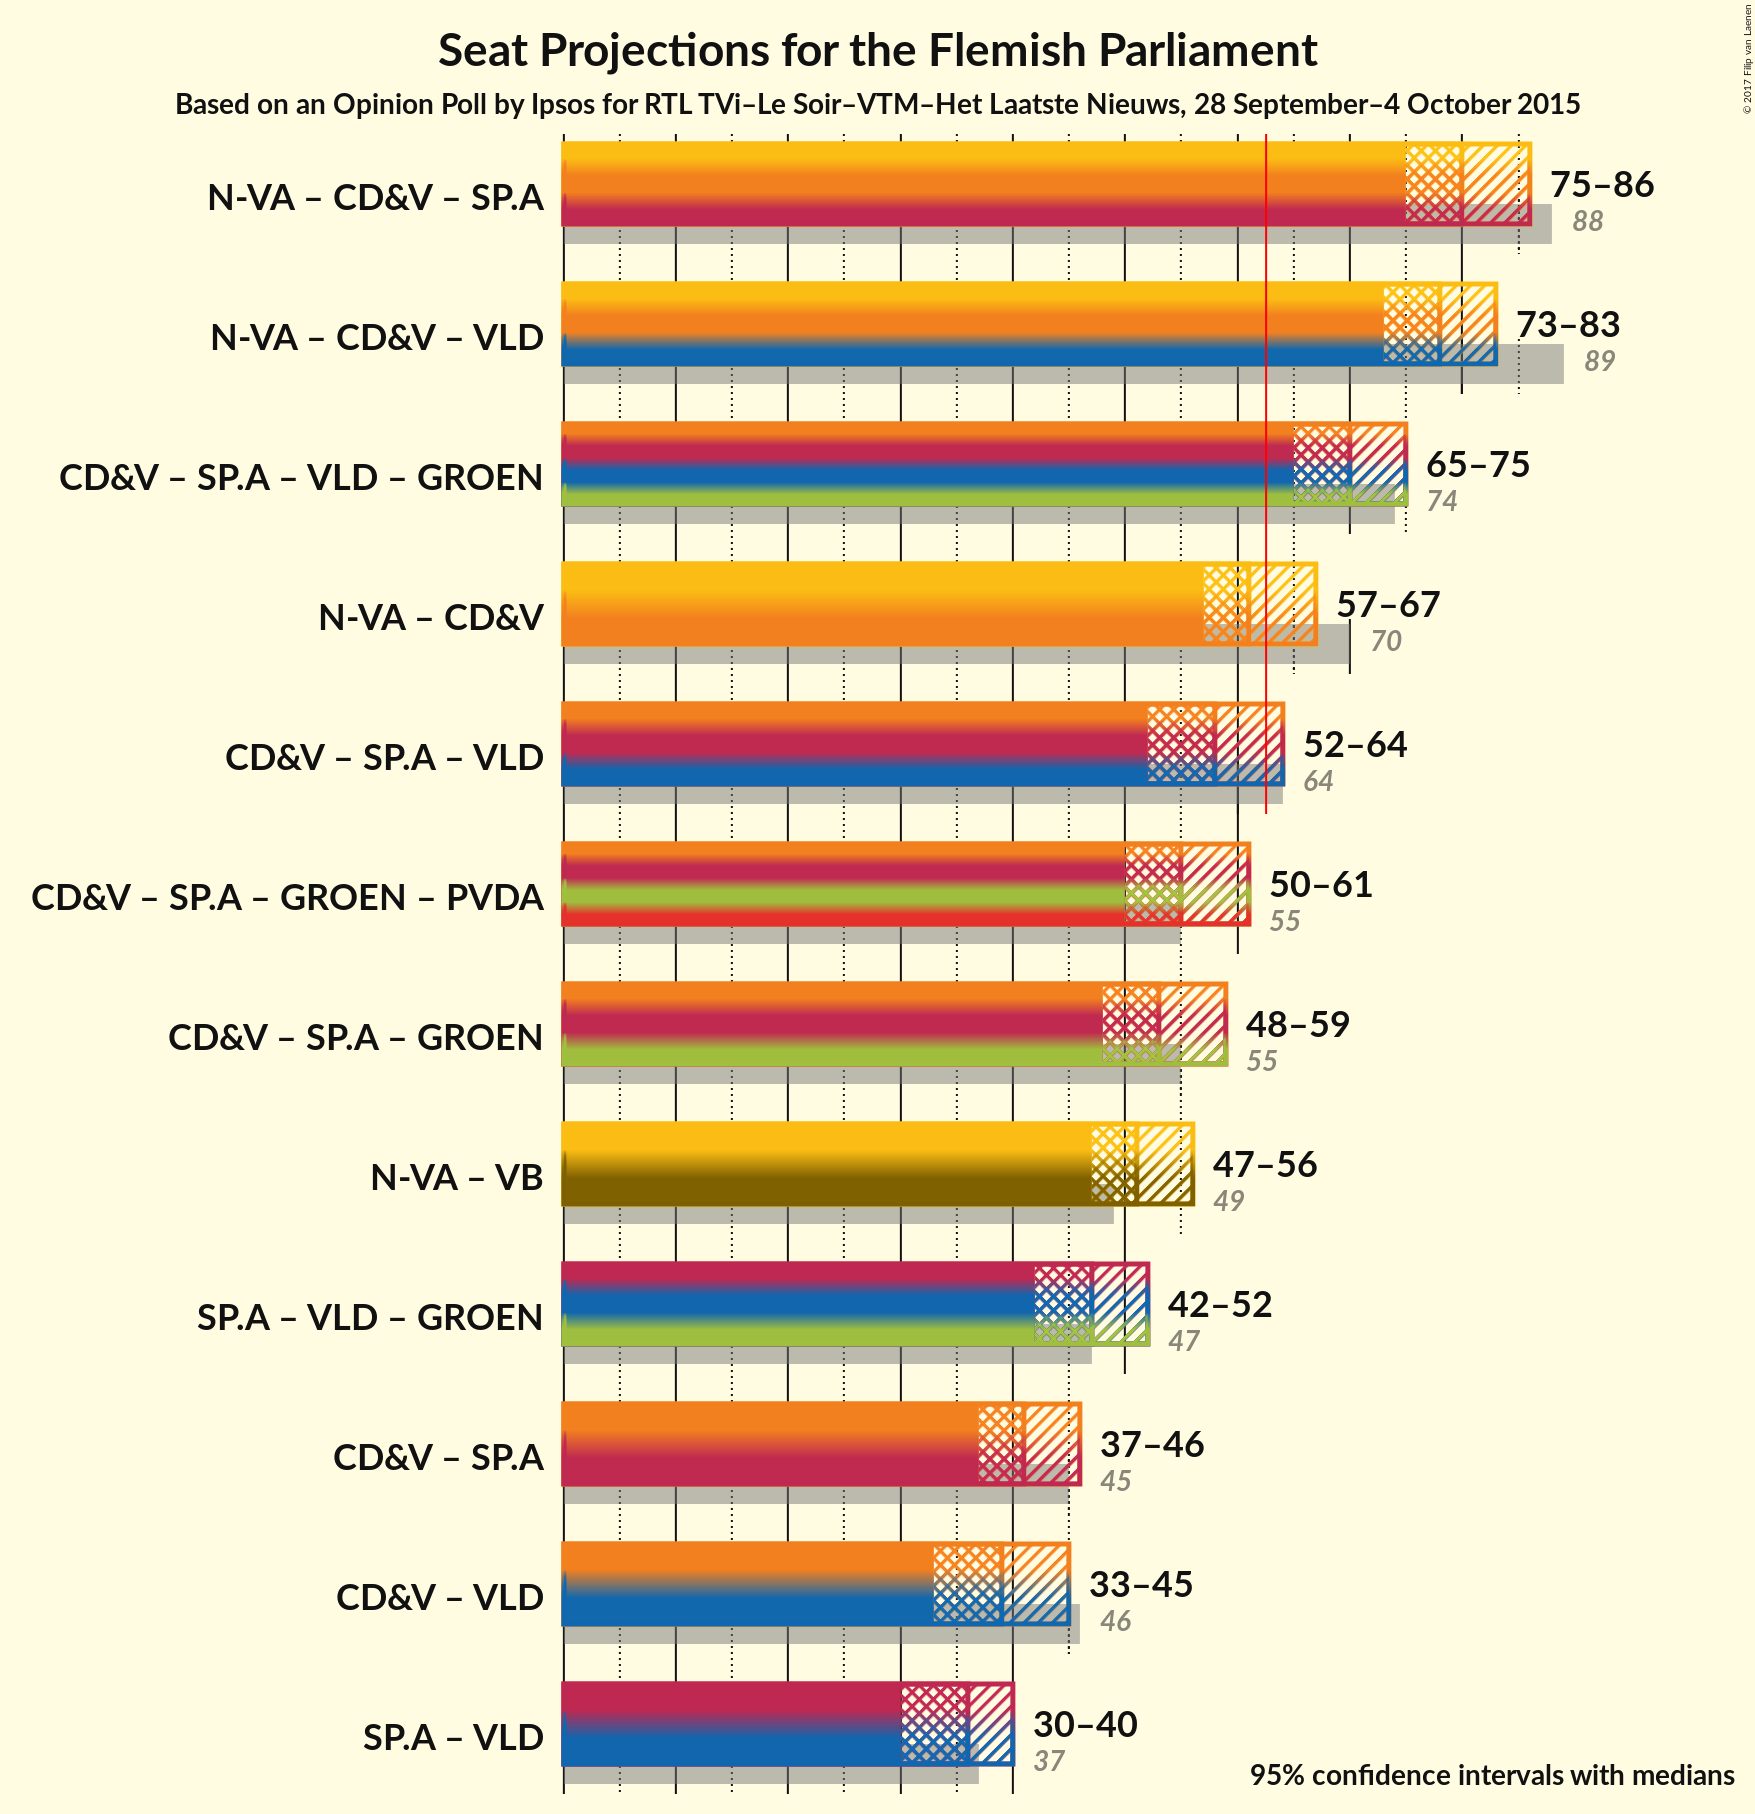 Seat Projections for the Flemish Parliament
Based on an Opinion Poll by Ipsos for RTL TVi–Le Soir–VTM–Het Laatste Nieuws, 28 September–4 October 2015
© 2017 Filip van Laenen
N-VA – CD&V – SP.A
75–86
88
N-VA – CD&V – VLD
73–83
89
CD&V – SP.A – VLD – GROEN
65–75
74
N-VA – CD&V
57–67
70
CD&V – SP.A – VLD
52–64
64
CD&V – SP.A – GROEN – PVDA
50–61
55
CD&V – SP.A – GROEN
48–59
55
N-VA – VB
47–56
49
SP.A – VLD – GROEN
42–52
47
CD&V – SP.A
37–46
45
CD&V – VLD
33–45
46
SP.A – VLD
30–40
37
95% confidence intervals with medians